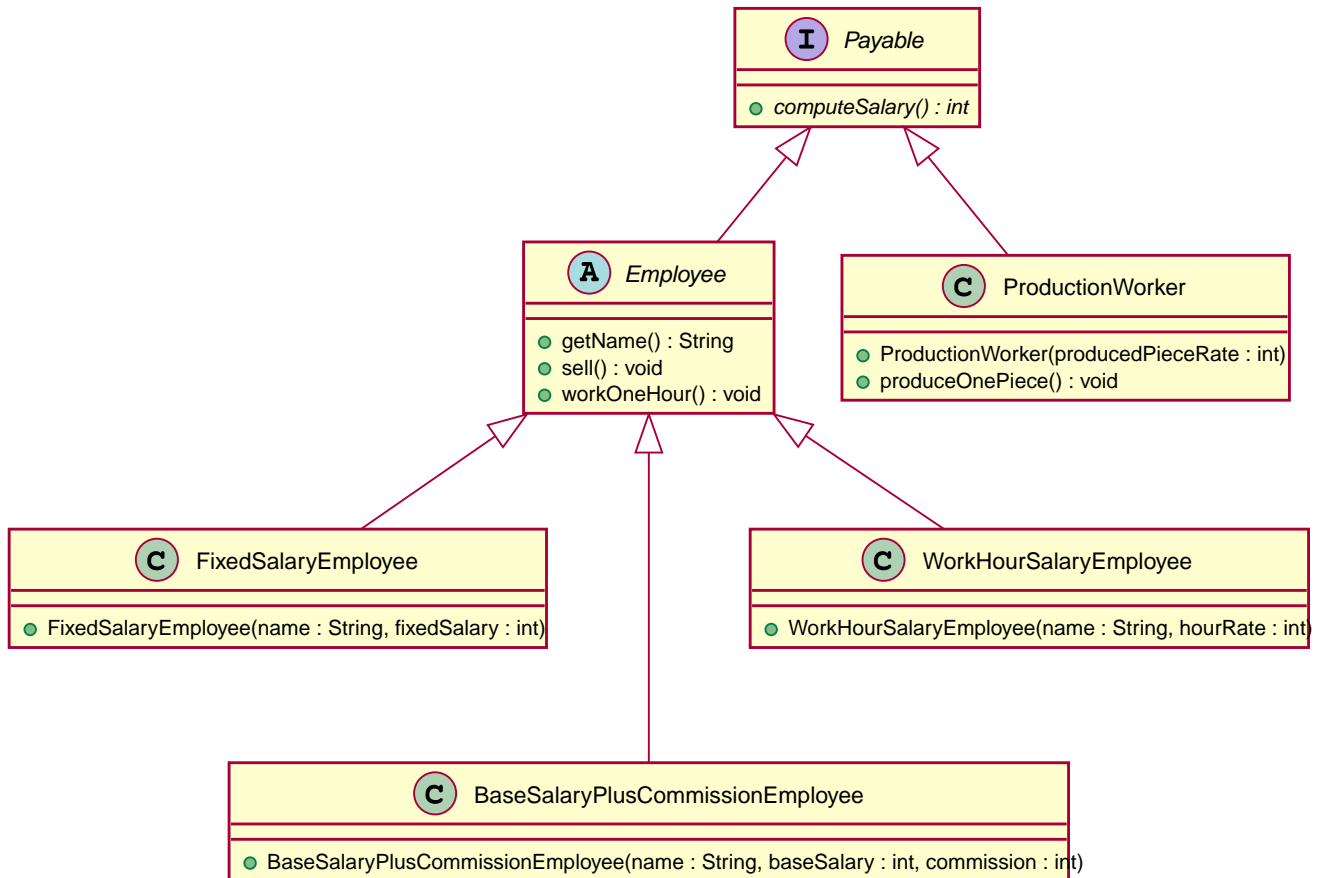 I Payable
computeSalary() : int
A Employee
getName() : String
sell() : void
workOneHour() : void
C ProductionWorker
ProductionWorker(producedPieceRate : int)
produceOnePiece() : void
C FixedSalaryEmployee
FixedSalaryEmployee(name : String, fixedSalary : int)
C WorkHourSalaryEmployee
WorkHourSalaryEmployee(name : String, hourRate : int)
C BaseSalaryPlusCommissionEmployee
BaseSalaryPlusCommissionEmployee(name : String, baseSalary : int, commission : int)